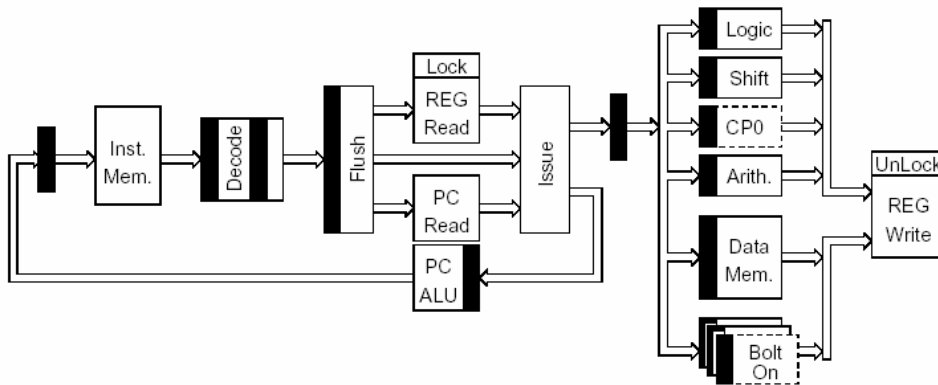 Inst.
Mem.
Decode
Flush
Lock
REG
Read
PC
Read
PC
ALU
Issue
Logic
Shift
CP0
Arith.
Data
Mem.
Bolt
On
UnLock
REG
Write